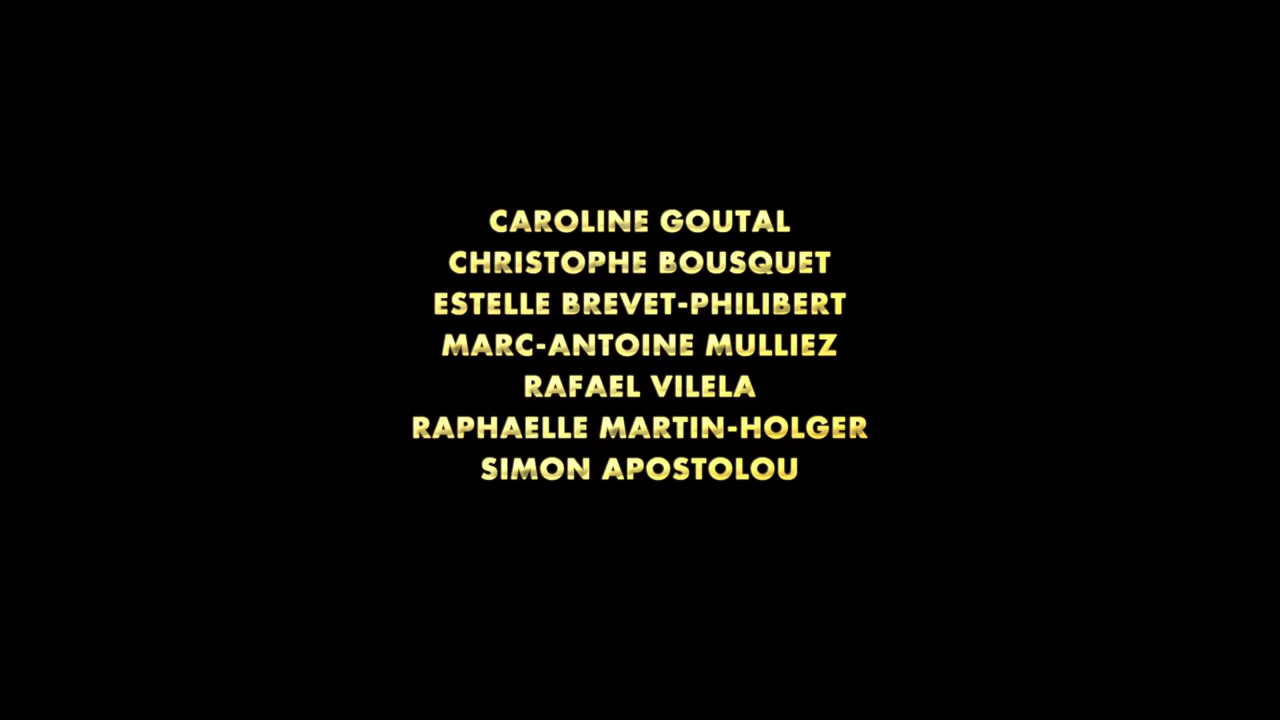 CAROLINE GOUTAL
CHRISTOPHE BOUSQUET
ESTELLE BREVET-PHILIBERT
MARC-ANTOINE MULLIEZ
RAFAEL VILELA
RAPHAELLE MARTIN-HOLGER
SIMON APOSTOLOU